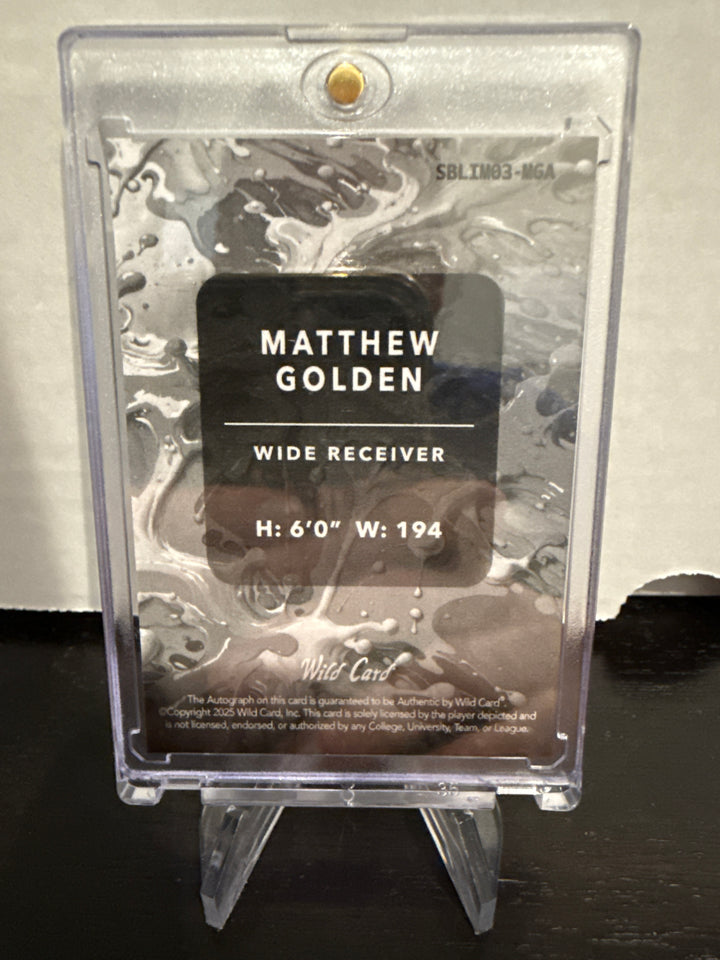 SBLIM03-MGA
MATTHEW
GOLDEN
WIDE RECEIVER
H: 6'0" W: 194
Wild Card
The Autograph on this card is guaranteed to be Authentic by Wild Card®.
©Copyright 2025 Wild Card, Inc. This card is solely licensed by the player depicted and
is not licensed, endorsed, or authorized by any College, University, Team, or League.